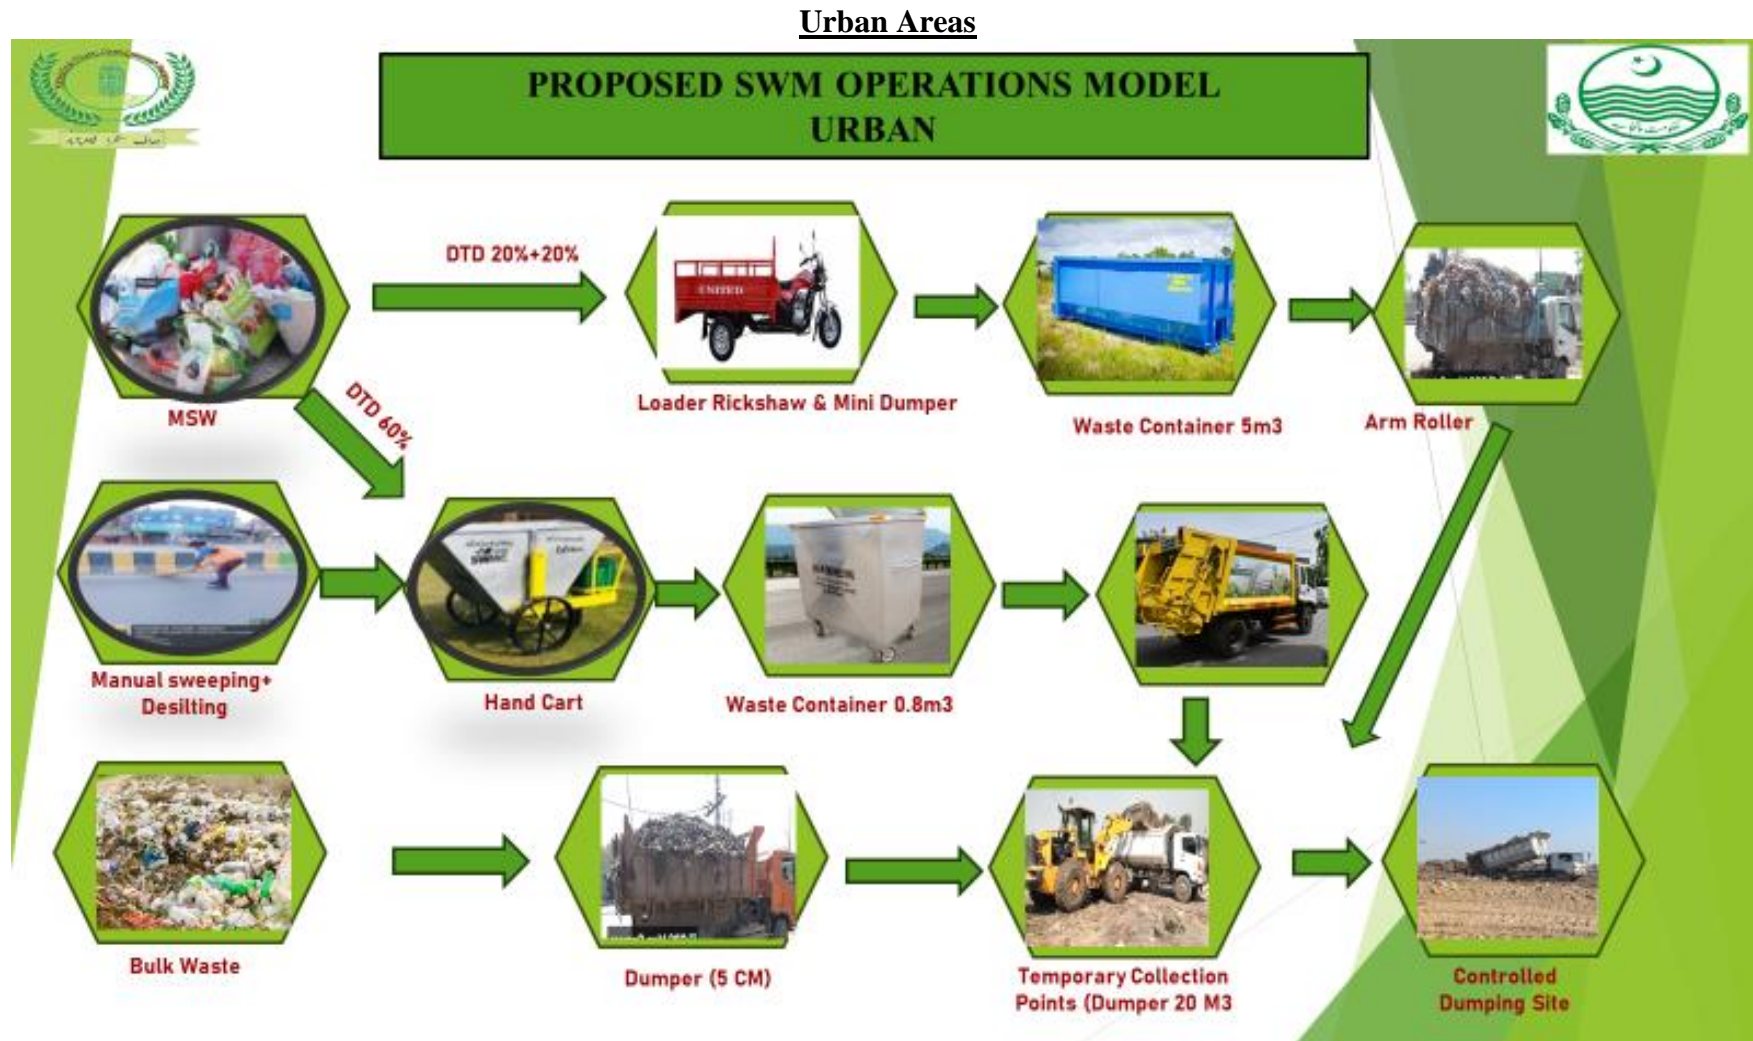 Urban Areas
PROPOSED SWM OPERATIONS MODEL
URBAN
DTD 20%+20%
UNITED
Loader Rickshaw & Mini Dumper
Waste Container 5m3
Arm Roller
MSW
DTD 60%
Manual sweeping+
Desilting
Hand Cart
Waste Container 0.8m3
Bulk Waste
Dumper (5 CM)
Temporary Collection
Points (Dumper 20 M3
Controlled
Dumping Site